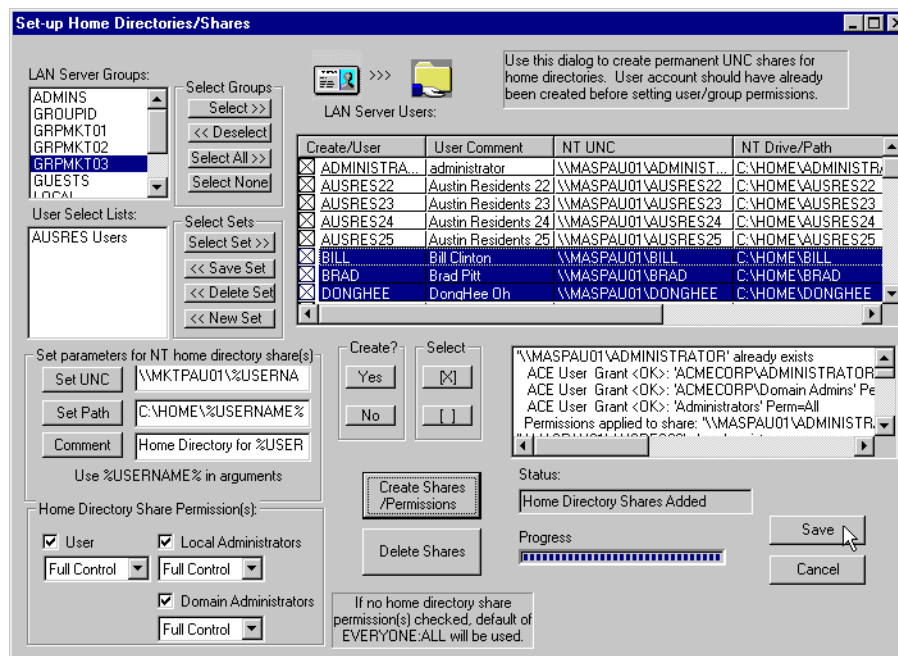 Set-up Home Directories/Shares
LAN Server Groups:
ADMINS
GROUPID
GRPMKT01
GRPMKT02
GRPMKT03
GUESTS
LOCAL
Select Groups
Select >>
<< Deselect
Select All >>
Select None
>>>
LAN Server Users:
Use this dialog to create permanent UNC shares for
home directories. User account should have already
been created before setting user/group permissions.
Create/User User Comment NT UNC NT Drive/Path
ADMINISTRA... administrator \\MASPAU01\ADMINIST... C:\HOME\ADMINISTR
AUSRES22 Austin Residents 22 \\MASPAU01\AUSRES22 C:\HOME\AUSRES22
AUSRES23 Austin Residents 23 \\MASPAU01\AUSRES23 C:\HOME\AUSRES23
AUSRES24 Austin Residents 24 \\MASPAU01\AUSRES24 C:\HOME\AUSRES24
AUSRES25 Austin Residents 25 \\MASPAU01\AUSRES25 C:\HOME\AUSRES25
BILL Bill Clinton \\MASPAU01\BILL C:\HOME\BILL
BRAD Brad Pitt \\MASPAU01\BRAD C:\HOME\BRAD
DONGHEE DongHee Oh \\MASPAU01\DONGHEE C:\HOME\DONGHEE
User Select Lists:
AUSRES Users
Select Sets
Select Set >>
<< Save Set
<< Delete Set
<< New Set
Set parameters for NT home directory share(s)
Set UNC \\MKTPAU01\%USERNA
Set Path C:\HOME\%USERNAME%
Comment Home Directory for %USER
Use %USERNAME% in arguments
Create?
Yes
No
Select
[X]
[ ]
'\\MASPAU01\ADMINISTRATOR' already exists
ACE User Grant <OK>: 'ACMECORP\ADMINISTRATOR
ACE User Grant <OK>: 'ACMECORP\Domain Admins' Pe
ACE User Grant <OK>: 'Administrators' Perm=All
Permissions applied to share: '\\MASPAU01\ADMINISTR
Home Directory Share Permission(s):
User
Full Control
Local Administrators
Full Control
Domain Administrators
Full Control
Create Shares
/Permissions
Delete Shares
Status:
Home Directory Shares Added
Progress
Save
Cancel
If no home directory share
permission(s) checked, default of
EVERYONE:ALL will be used.